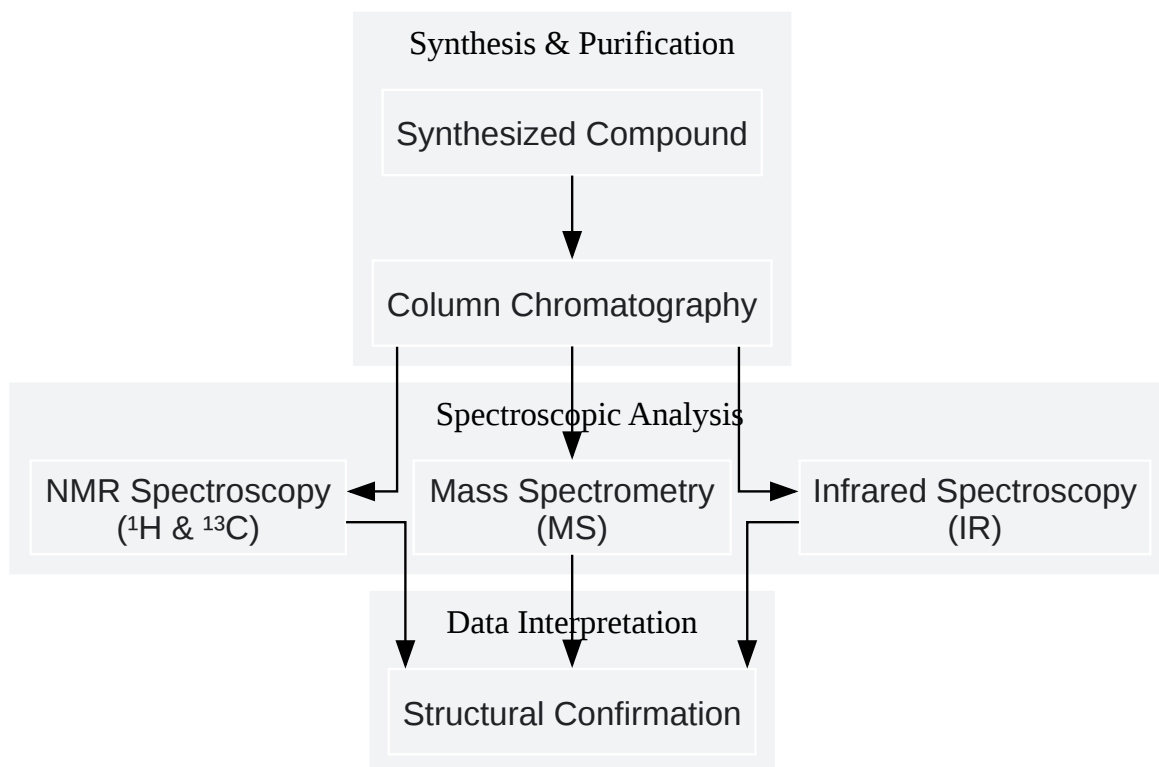 Synthesis & Purification
Synthesized Compound
Column Chromatography
Spectroscopic Analysis
NMR Spectroscopy
(¹H & ¹³C)
Mass Spectrometry
(MS)
Infrared Spectroscopy
(IR)
Data Interpretation
Structural Confirmation